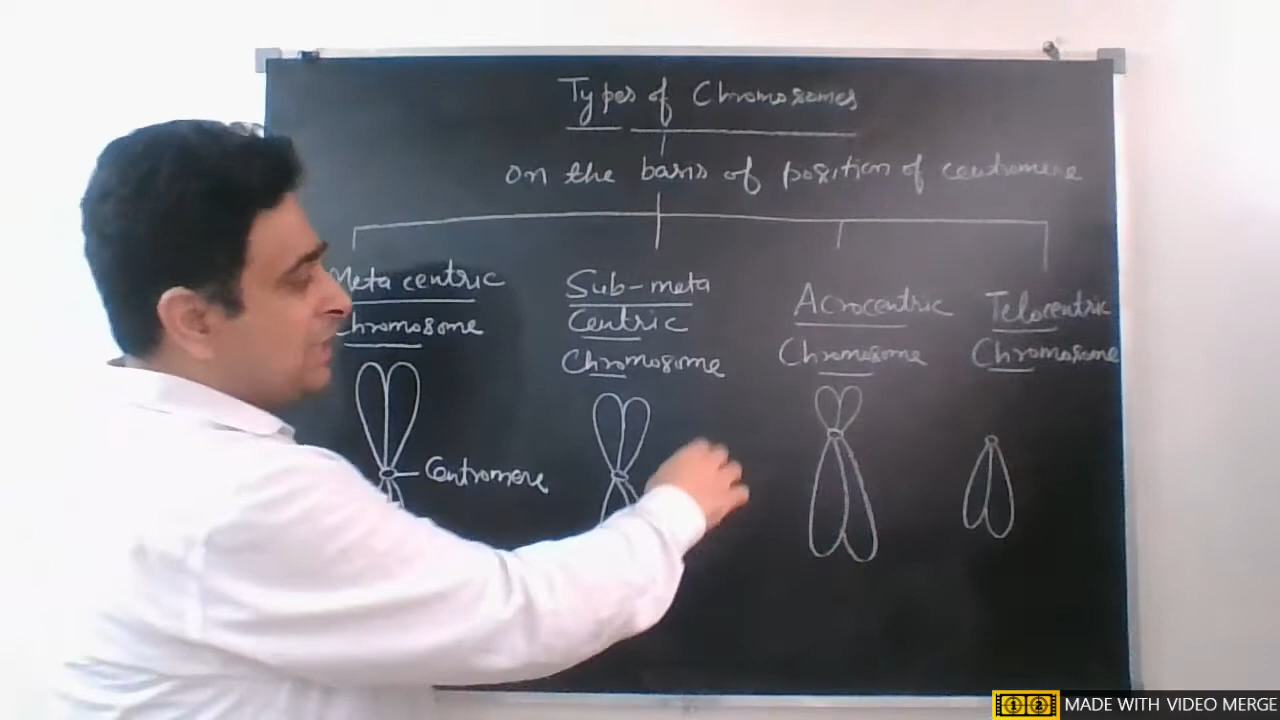 Types of Chromosomes
on the basis of position of centromere
Meta centric
Chromosome
Sub-meta
Centric
Chromosome
Acrocentric
Chromosome
Telocentric
Chromosome
Centromere
MADE WITH VIDEO MERGE